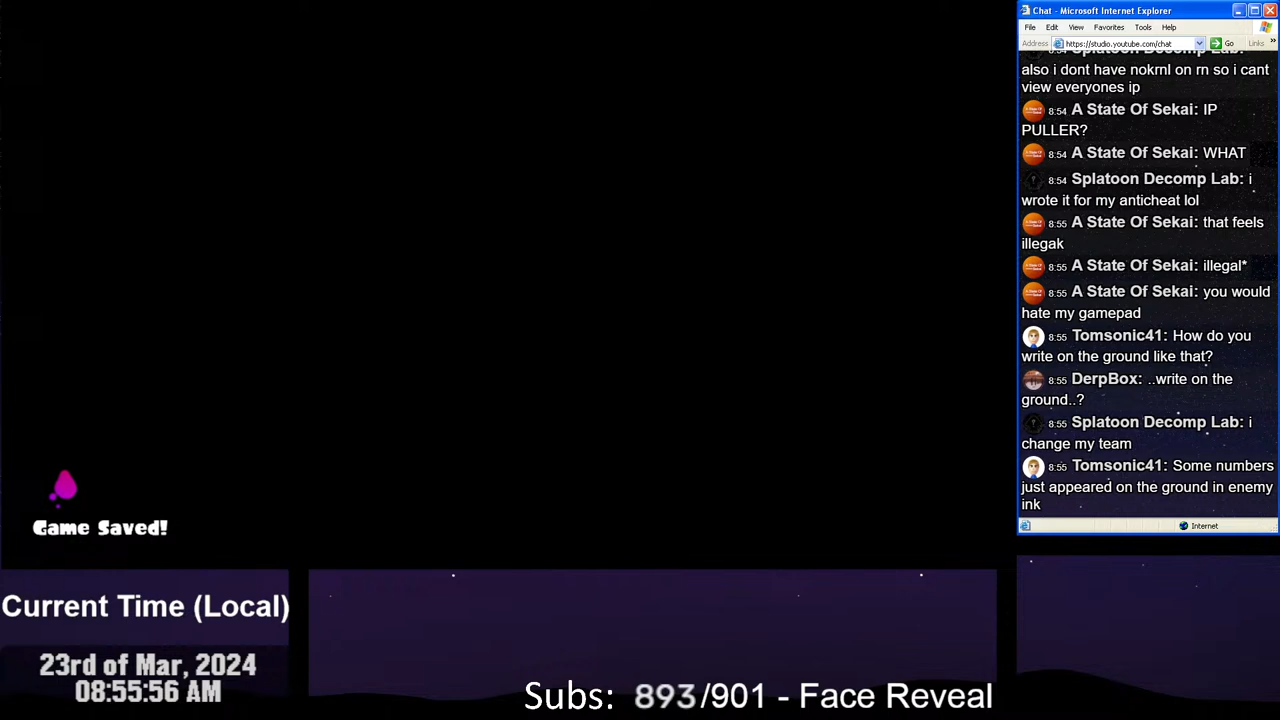 Chat - Microsoft Internet Explorer
File Edit View Favorites Tools Help
Address https://studio.youtube.com/chat Go Links »
8:54 Splatoon Decomp Lab:
also i dont have nokrnl on rn so i cant
view everyones ip
8:54 A State Of Sekai: IP
PULLER?
8:54 A State Of Sekai: WHAT
8:54 Splatoon Decomp Lab: i
wrote it for my anticheat lol
8:55 A State Of Sekai: that feels
illegak
8:55 A State Of Sekai: illegal*
8:55 A State Of Sekai: you would
hate my gamepad
8:55 Tomsonic41: How do you
write on the ground like that?
8:55 DerpBox: ..write on the
ground..?
8:55 Splatoon Decomp Lab: i
change my team
8:55 Tomsonic41: Some numbers
just appeared on the ground in enemy
ink
Internet
Game Saved!
Current Time (Local)
23rd of Mar, 2024
08:55:56 AM
Subs: 893/901 - Face Reveal